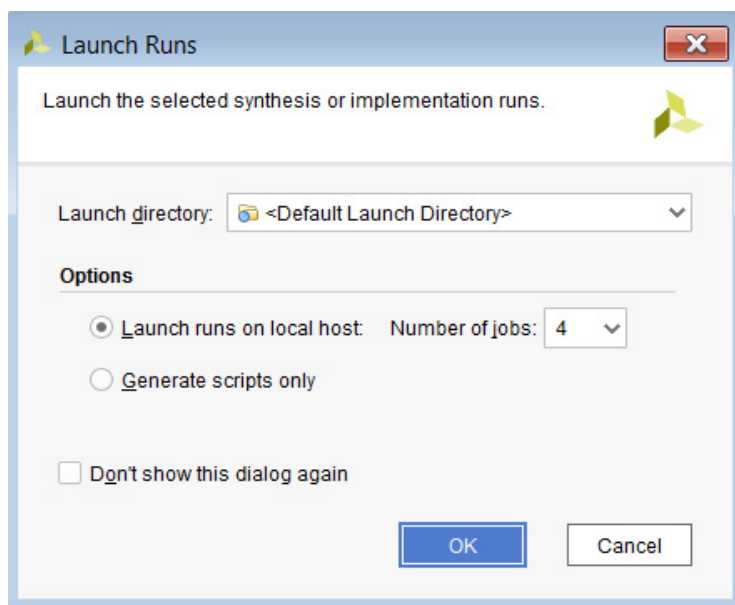 Launch Runs
Launch the selected synthesis or implementation runs.
Launch directory: <Default Launch Directory>
Options
Launch runs on local host: Number of jobs: 4
Generate scripts only
Don't show this dialog again
OK Cancel